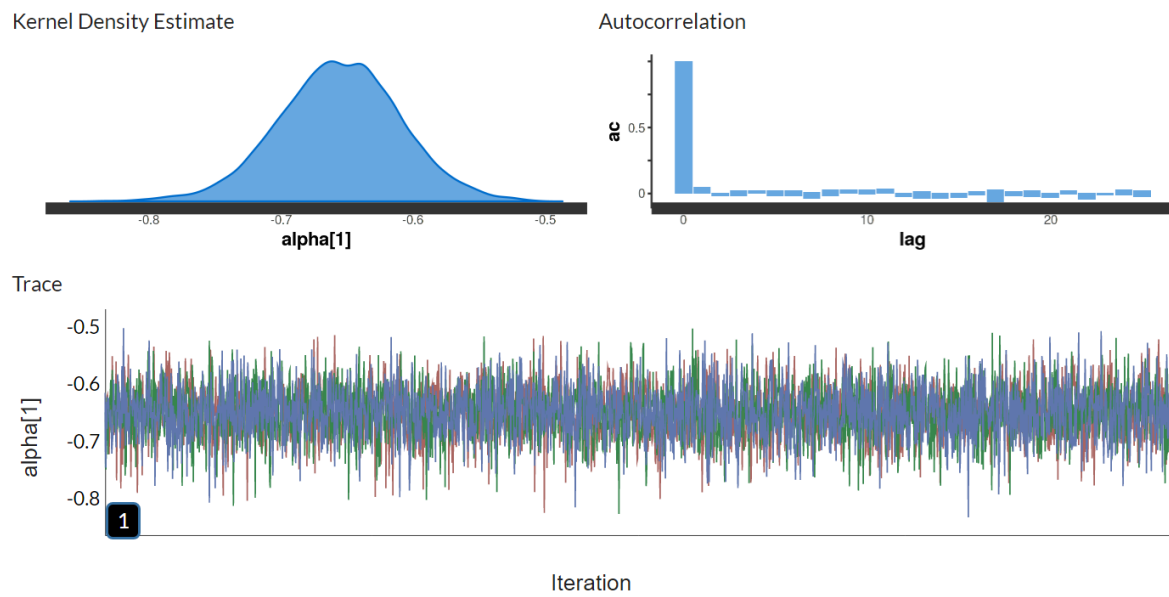 Kernel Density Estimate
-0.8 -0.7 -0.6 -0.5
alpha[1]
Autocorrelation
ac
0.5
0
0 10 20
lag
Trace
alpha[1]
-0.5
-0.6
-0.7
-0.8
1
Iteration